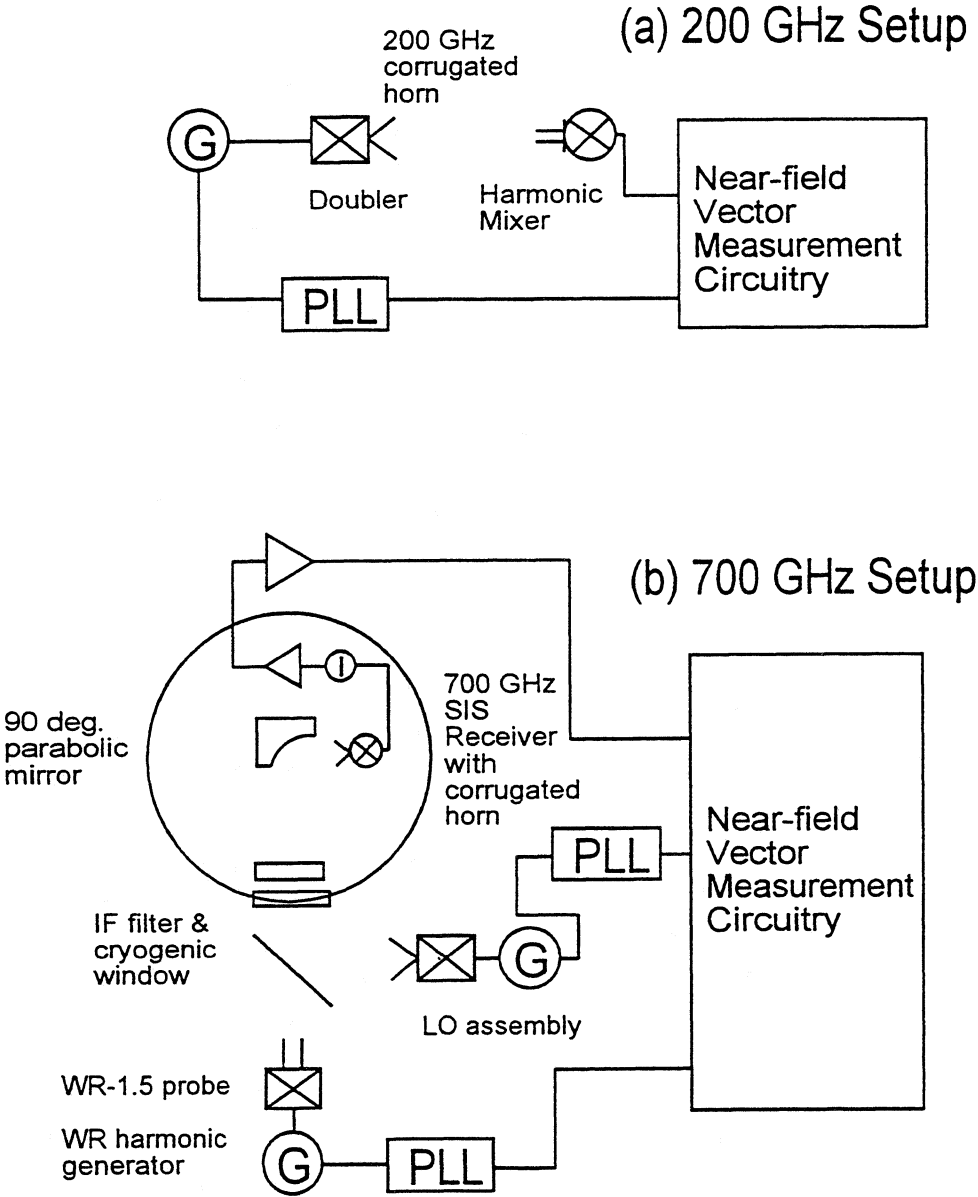 (a) 200 GHz Setup
200 GHz
corrugated
horn
G
Doubler
Harmonic
Mixer
Near-field
Vector
Measurement
Circuitry
PLL
(b) 700 GHz Setup
I
90 deg.
parabolic
mirror
700 GHz
SIS
Receiver
with
corrugated
horn
PLL
Near-field
Vector
Measurement
Circuitry
IF filter &
cryogenic
window
G
LO assembly
WR-1.5 probe
WR harmonic
generator
G
PLL